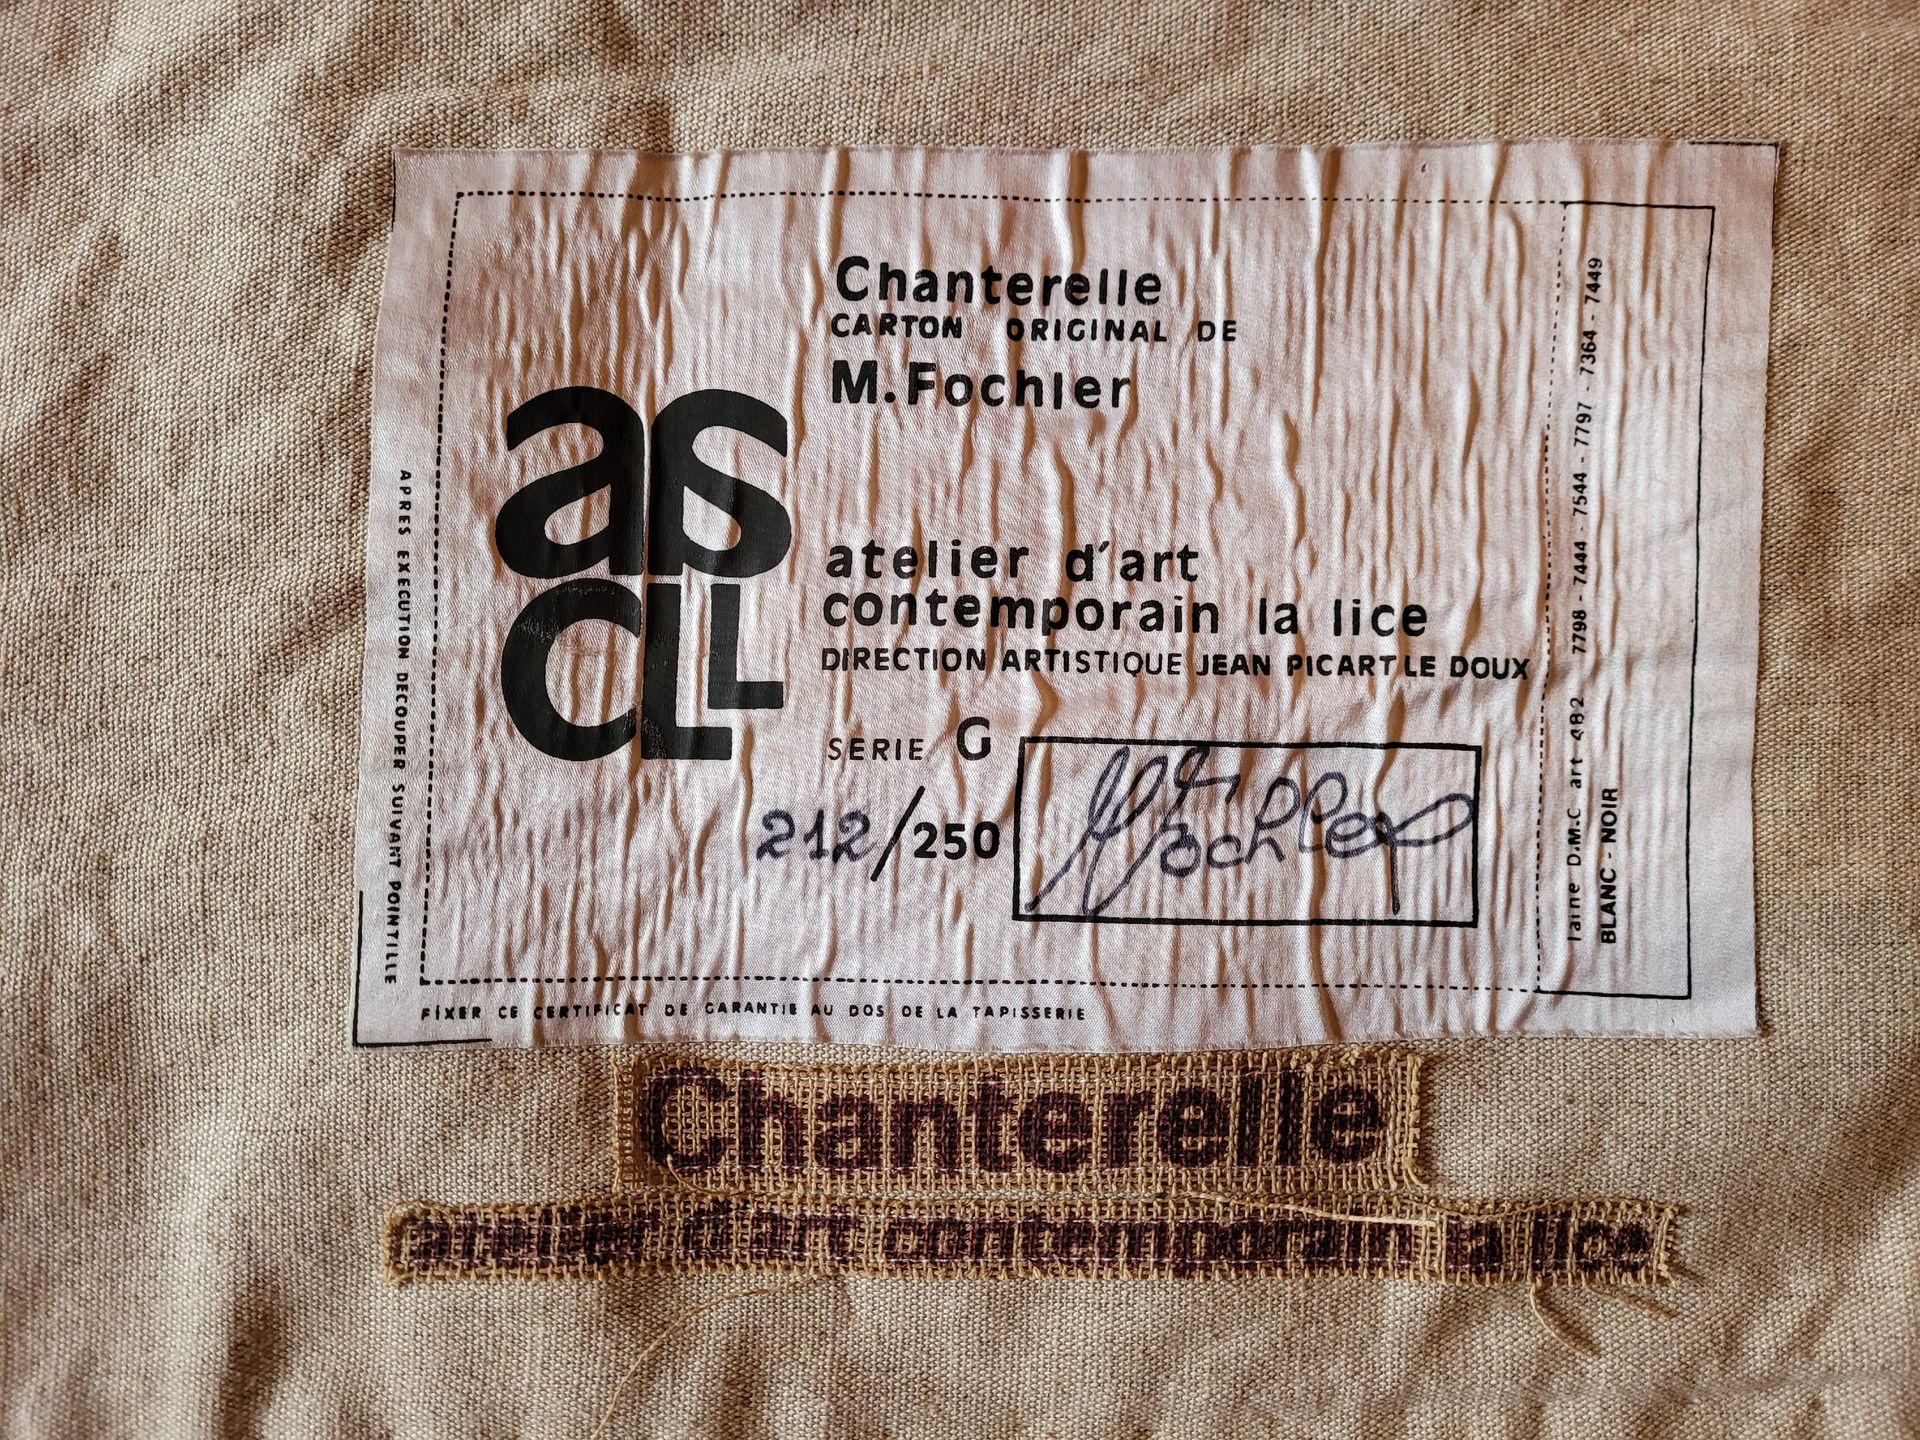 Chanterelle
CARTON ORIGINAL DE
M.Fochler
as
CLL
atelier d'art
contemporain la lice
DIRECTION ARTISTIQUE JEAN PICART LE DOUX
SERIE G
212/250
M Fochler
laine D.M.C art 482 7798 - 7444 - 7544 - 7797 - 7364 - 7449
BLANC - NOIR
APRES EXECUTION DECOUPER SUIVANT POINTILLE
FIXER CE CERTIFICAT DE GARANTIE AU DOS DE LA TAPISSERIE
Chanterelle
atelier d'art contemporain la lice